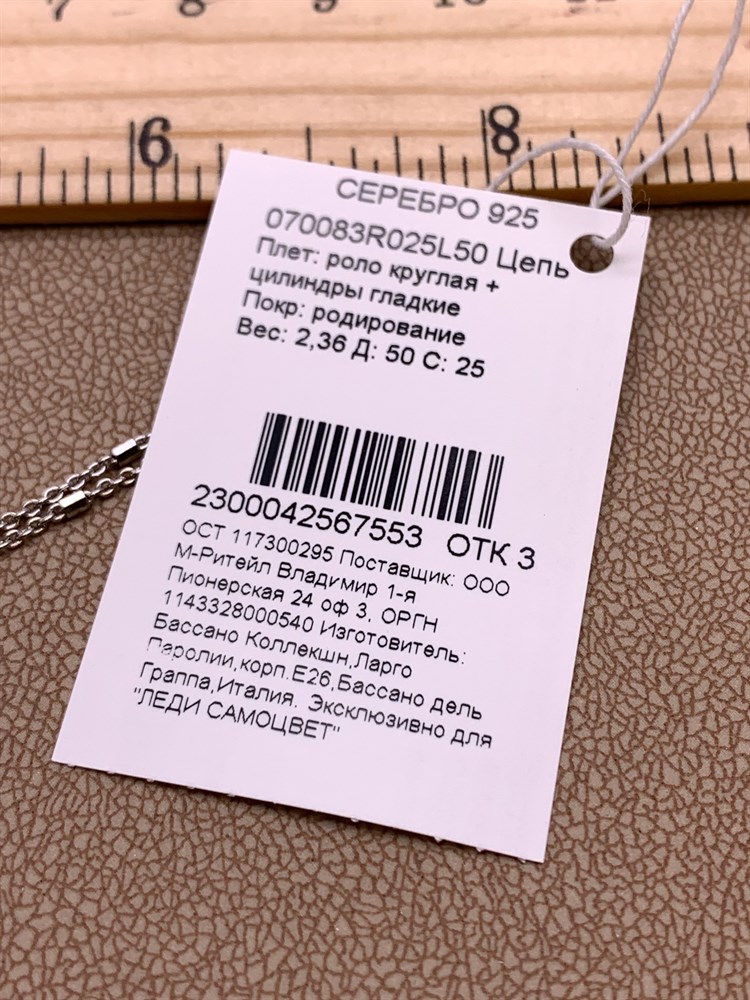 6 8
СЕРЕБРО 925
070083R025L50 Цепь
Плет: роло круглая +
цилиндры гладкие
Покр: родирование
Вес: 2,36 Д: 50 С: 25
2300042567553 ОТК 3
ОСТ 117300295 Поставщик: ООО
М-Ритейл Владимир 1-я
Пионерская 24 оф 3, ОРГН
1143328000540 Изготовитель:
Бассано Коллекшн,Ларго
Паролии,корп.Е26,Бассано дель
Граппа,Италия. Эксклюзивно для
"ЛЕДИ САМОЦВЕТ"